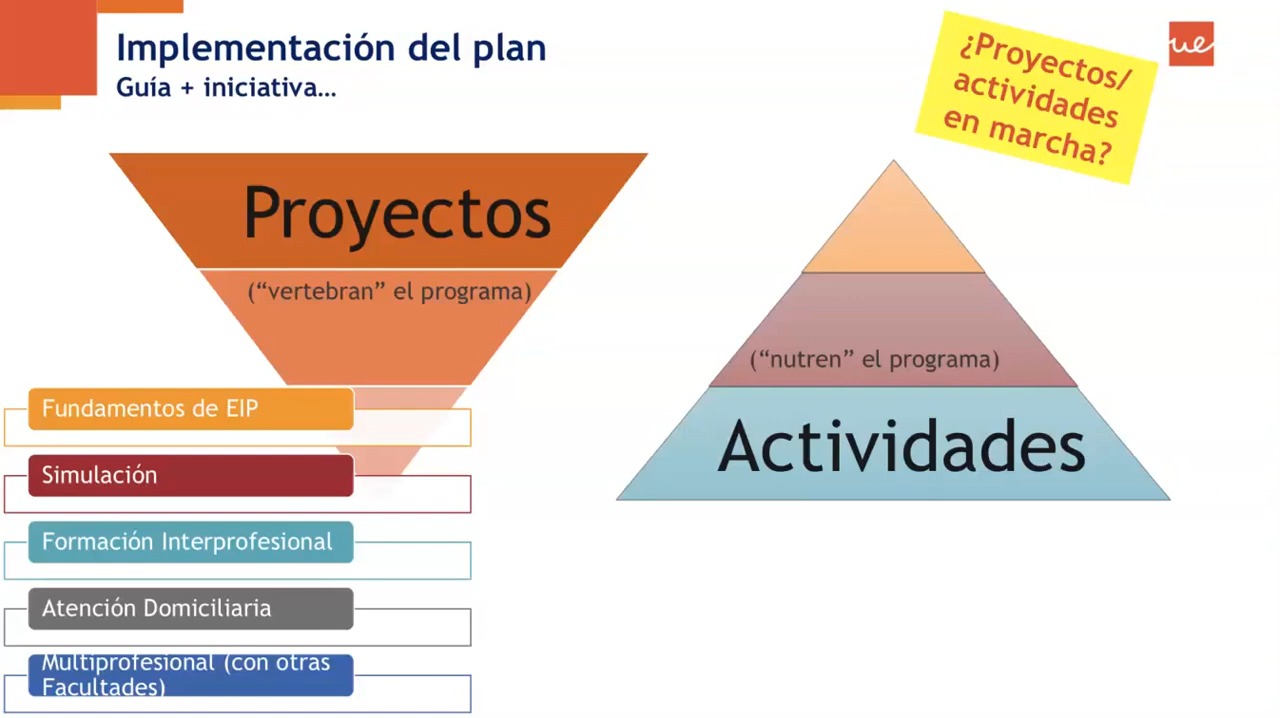 Implementación del plan
Guía + iniciativa…
¿Proyectos/
actividades
en marcha?
ue
Proyectos
(“vertebran” el programa)
(“nutren” el programa)
Actividades
Fundamentos de EIP
Simulación
Formación Interprofesional
Atención Domiciliaria
Multiprofesional (con otras
Facultades)